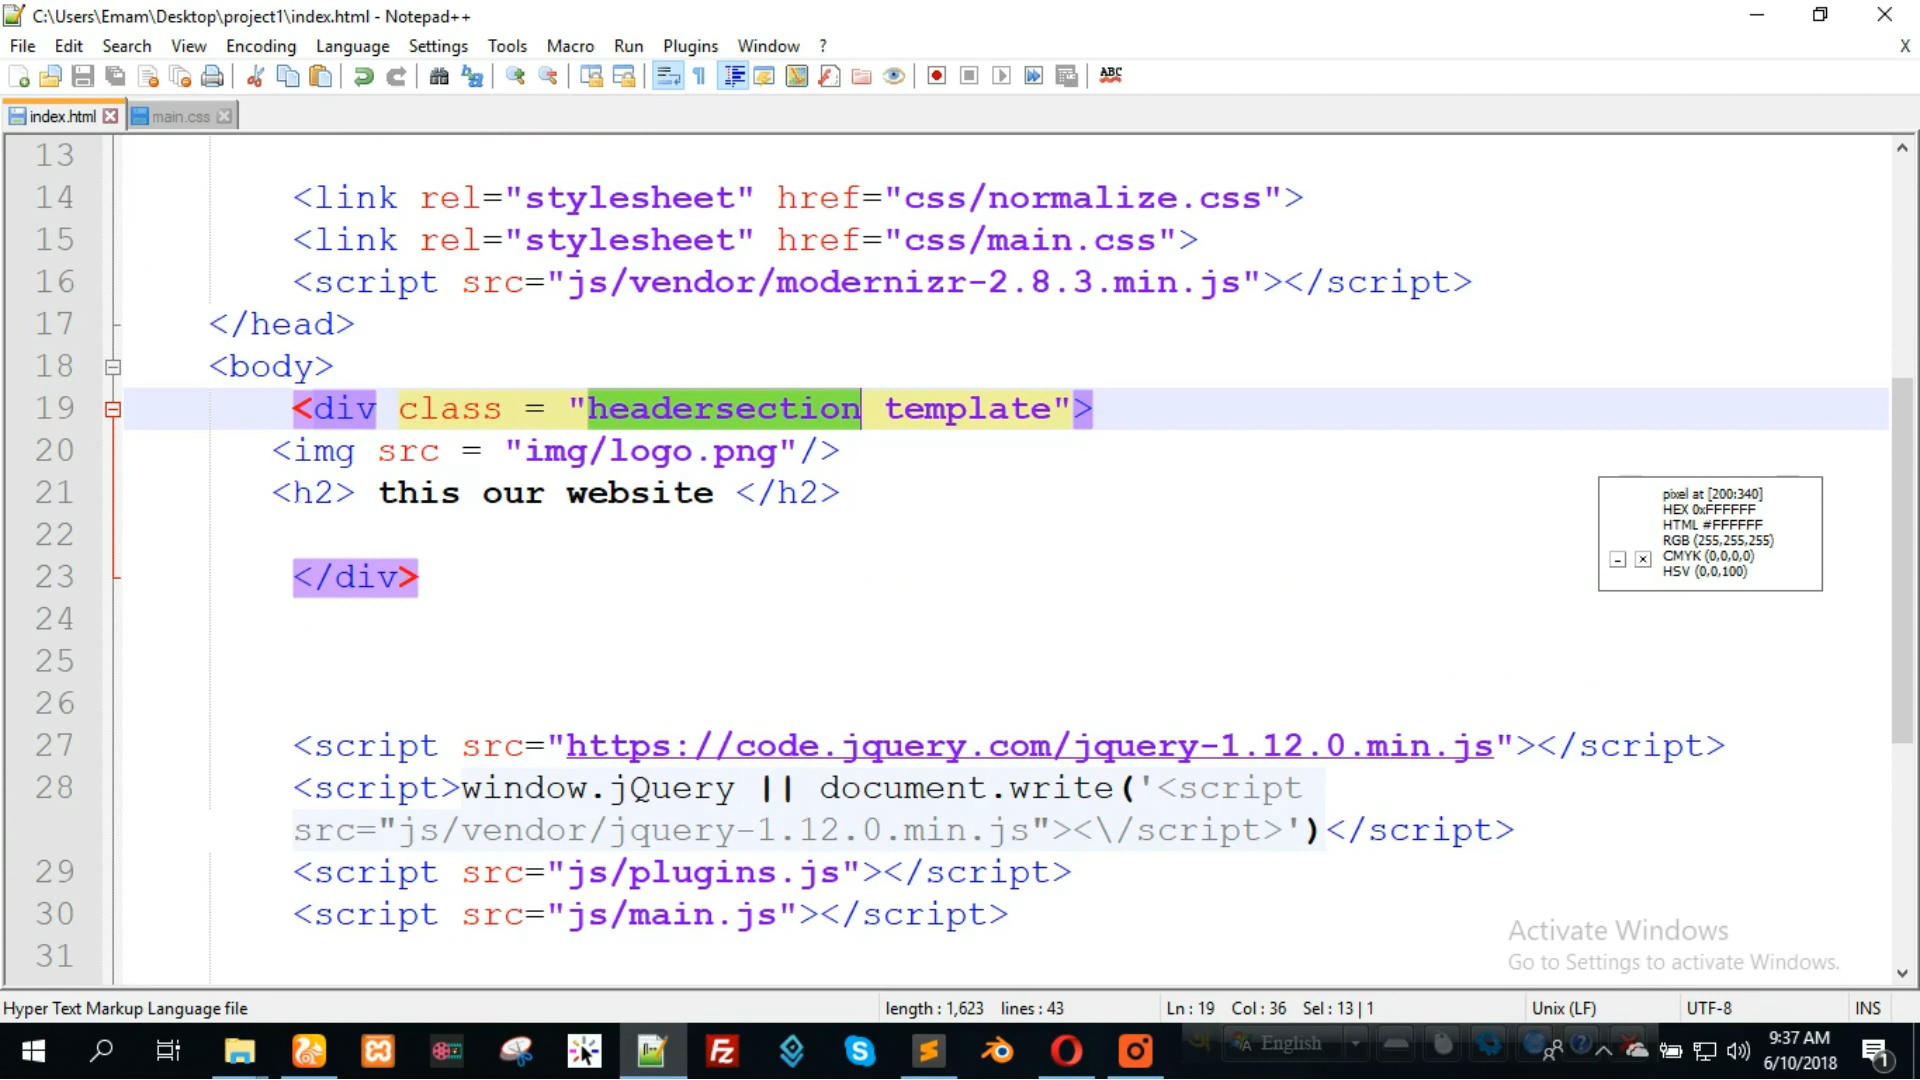 C:\Users\Emam\Desktop\project1\index.html - Notepad++
File Edit Search View Encoding Language Settings Tools Macro Run Plugins Window ? X
ABC
index.html main.css
13
14 <link rel="stylesheet" href="css/normalize.css">
15 <link rel="stylesheet" href="css/main.css">
16 <script src="js/vendor/modernizr-2.8.3.min.js"></script>
17 </head>
18 <body>
19 <div class = "headersection template">
20 <img src = "img/logo.png"/>
21 <h2> this our website </h2>
22
23 </div>
24
25
26
27 <script src="https://code.jquery.com/jquery-1.12.0.min.js"></script>
28 <script>window.jQuery || document.write('<script
src="js/vendor/jquery-1.12.0.min.js"><\/script>')</script>
29 <script src="js/plugins.js"></script>
30 <script src="js/main.js"></script>
31
pixel at [200:340]
HEX 0xFFFFFF
HTML #FFFFFF
RGB (255,255,255)
CMYK (0,0,0,0)
HSV (0,0,100)
Activate Windows
Go to Settings to activate Windows.
Hyper Text Markup Language file length : 1,623 lines : 43 Ln : 19 Col : 36 Sel : 13 | 1 Unix (LF) UTF-8 INS
English
9:37 AM
6/10/2018
1